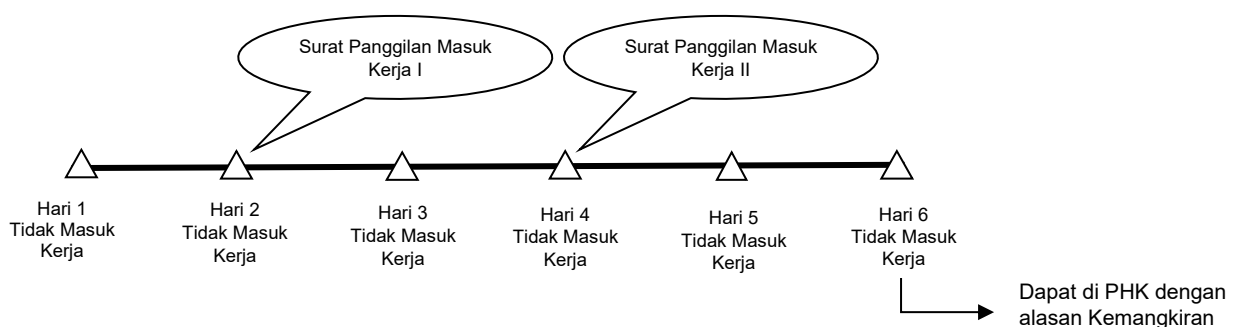 Surat Panggilan Masuk
Kerja I
Surat Panggilan Masuk
Kerja II
Hari 1
Tidak Masuk
Kerja
Hari 2
Tidak Masuk
Kerja
Hari 3
Tidak Masuk
Kerja
Hari 4
Tidak Masuk
Kerja
Hari 5
Tidak Masuk
Kerja
Hari 6
Tidak Masuk
Kerja
Dapat di PHK dengan
alasan Kemangkiran